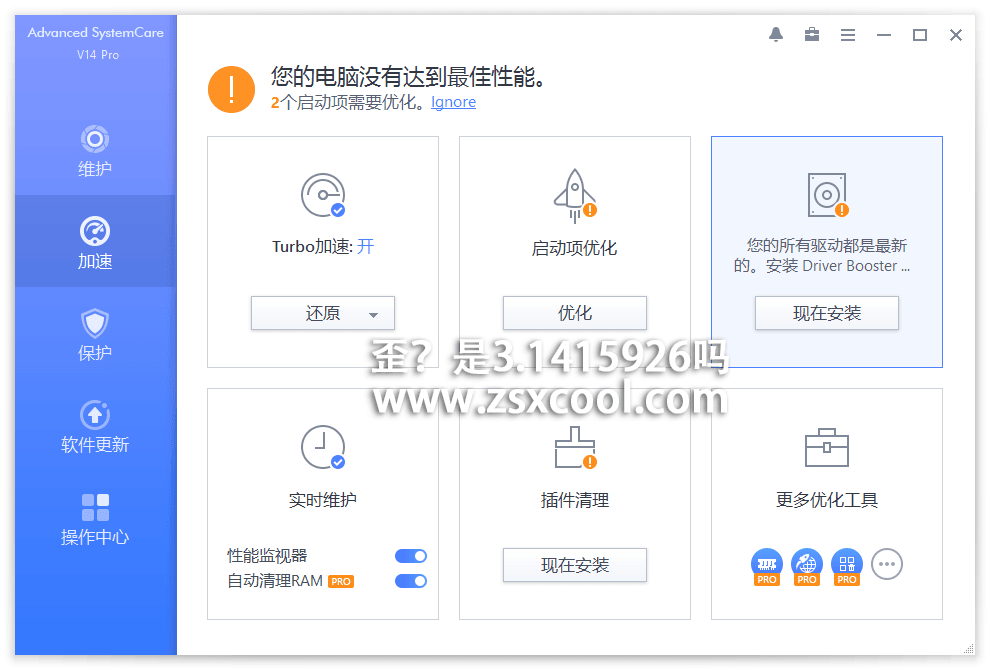 Advanced SystemCare
V14 Pro
维护
加速
保护
软件更新
操作中心
您的电脑没有达到最佳性能。
2个启动项需要优化。Ignore
Turbo加速: 开
还原
启动项优化
优化
您的所有驱动都是最新
的。安装 Driver Booster ...
现在安装
歪？是3.1415926吗
www.zsxcool.com
实时维护
性能监视器
自动清理RAM PRO
插件清理
现在安装
更多优化工具
PRO PRO PRO